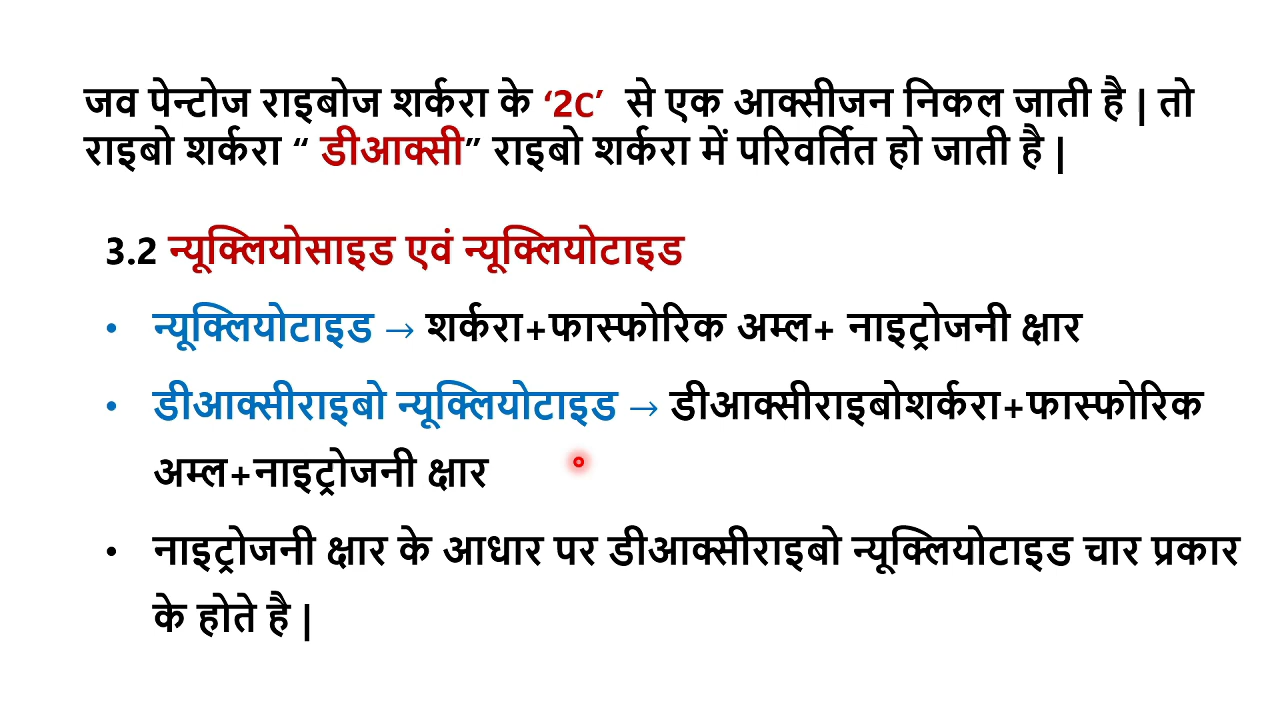 जव पेन्टोज राइबोज शर्करा के ‘2C’ से एक आक्सीजन निकल जाती है | तो
राइबो शर्करा “ डीआक्सी” राइबो शर्करा में परिवर्तित हो जाती है |
3.2 न्यूक्लियोसाइड एवं न्यूक्लियोटाइड
• न्यूक्लियोटाइड → शर्करा+फास्फोरिक अम्ल+ नाइट्रोजनी क्षार
• डीआक्सीराइबो न्यूक्लियोटाइड → डीआक्सीराइबोशर्करा+फास्फोरिक
अम्ल+नाइट्रोजनी क्षार
• नाइट्रोजनी क्षार के आधार पर डीआक्सीराइबो न्यूक्लियोटाइड चार प्रकार
के होते है |